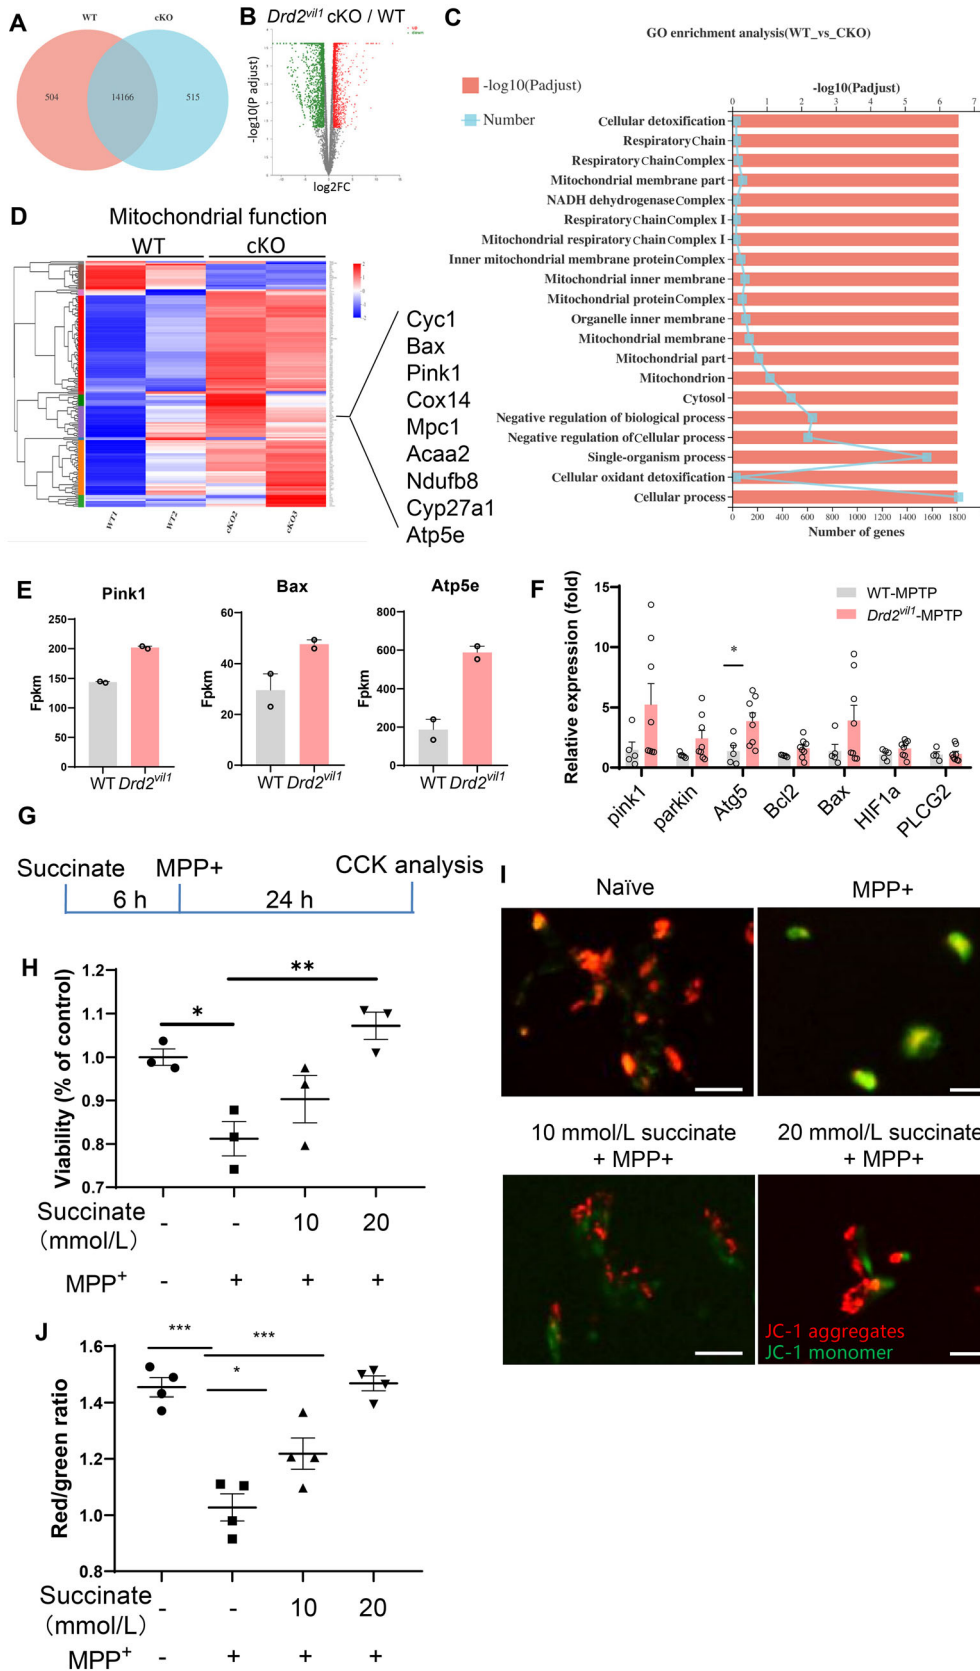 A
WT
cKO
504
14166
515
B
Drd2vil1 cKO / WT
up
down
-log10(P adjust)
log2FC
C
GO enrichment analysis(WT_vs_CKO)
-log10(Padjust)
Number
-log10(Padjust)
0 1 2 3 4 5 6 7
Cellular detoxification
Respiratory Chain
Respiratory Chain Complex
Mitochondrial membrane part
NADH dehydrogenase Complex
Respiratory Chain Complex I
Mitochondrial respiratory Chain Complex I
Inner mitochondrial membrane protein Complex
Mitochondrial inner membrane
Mitochondrial protein Complex
Organelle inner membrane
Mitochondrial membrane
Mitochondrial part
Mitochondrion
Cytosol
Negative regulation of biological process
Negative regulation of Cellular process
Single-organism process
Cellular oxidant detoxification
Cellular process
0 200 400 600 800 1000 1200 1400 1600 1800
Number of genes
D
Mitochondrial function
WT
cKO
WT1
WT2
cKO2
cKO3
Cyc1
Bax
Pink1
Cox14
Mpc1
Acaa2
Ndufb8
Cyp27a1
Atp5e
E
Pink1
Fpkm
250
200
150
100
50
0
WT Drd2vil1
Bax
Fpkm
60
40
20
0
WT Drd2vil1
Atp5e
Fpkm
800
600
400
200
0
WT Drd2vil1
F
Relative expression (fold)
15
10
5
0
WT-MPTP
Drd2vil1-MPTP
*
pink1
parkin
Atg5
Bcl2
Bax
HIF1a
PLCG2
G
Succinate
MPP+
CCK analysis
6 h
24 h
H
Viability (% of control)
1.2
1.1
1.0
0.9
0.8
0.7
*
**
Succinate
(mmol/L)
- - 10 20
MPP+
- + + +
I
Naïve
MPP+
10 mmol/L succinate
+ MPP+
20 mmol/L succinate
+ MPP+
JC-1 aggregates
JC-1 monomer
J
Red/green ratio
1.6
1.4
1.2
1.0
0.8
***
***
*
Succinate
(mmol/L)
- - 10 20
MPP+
- + + +